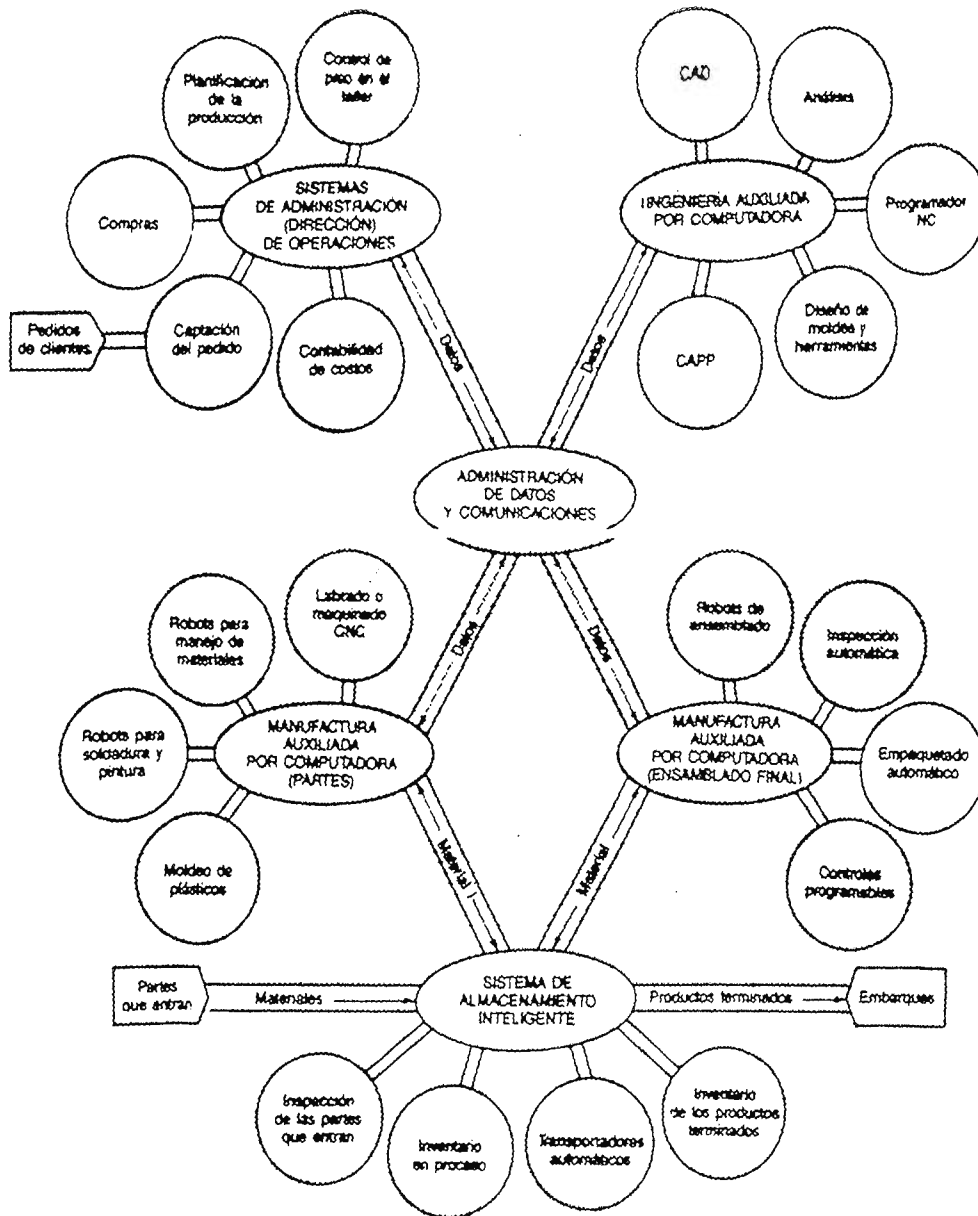 Planificación
de la
producción
Control de
piso en el
taller
CAD
Análisis
Compras
SISTEMAS
DE ADMINISTRACIÓN
(DIRECCIÓN)
DE OPERACIONES
IINGENIERÍA AUXILIADA
POR COMPUTADORA
Programador
NC
Pedidos
de clientes
Captación
del pedido
Contabilidad
de costos
Datos
Datos
CAPP
Diseño de
moldes y
herramientas
ADMINISTRACIÓN
DE DATOS
Y COMUNICACIONES
Robots para
manejo de
materiales
Labrado o
maquinado
CNC
Datos
Datos
Robots de
ensamblado
Inspección
automática
Robots para
soldadura y
pintura
MANUFACTURA
AUXILIADA
POR COMPUTADORA
(PARTES)
MANUFACTURA
AUXILIADA
POR COMPUTADORA
(ENSAMBLADO FINAL)
Empaquetado
automático
Moldeo de
plásticos
Material
Material
Controles
programables
Partes
que entran
Materiales
SISTEMA DE
ALMACENAMIENTO
INTELIGENTE
Productos terminados
Embarques
Inspección
de las partes
que entran
Inventario
en proceso
Transportadores
automáticos
Inventario
de los productos
terminados